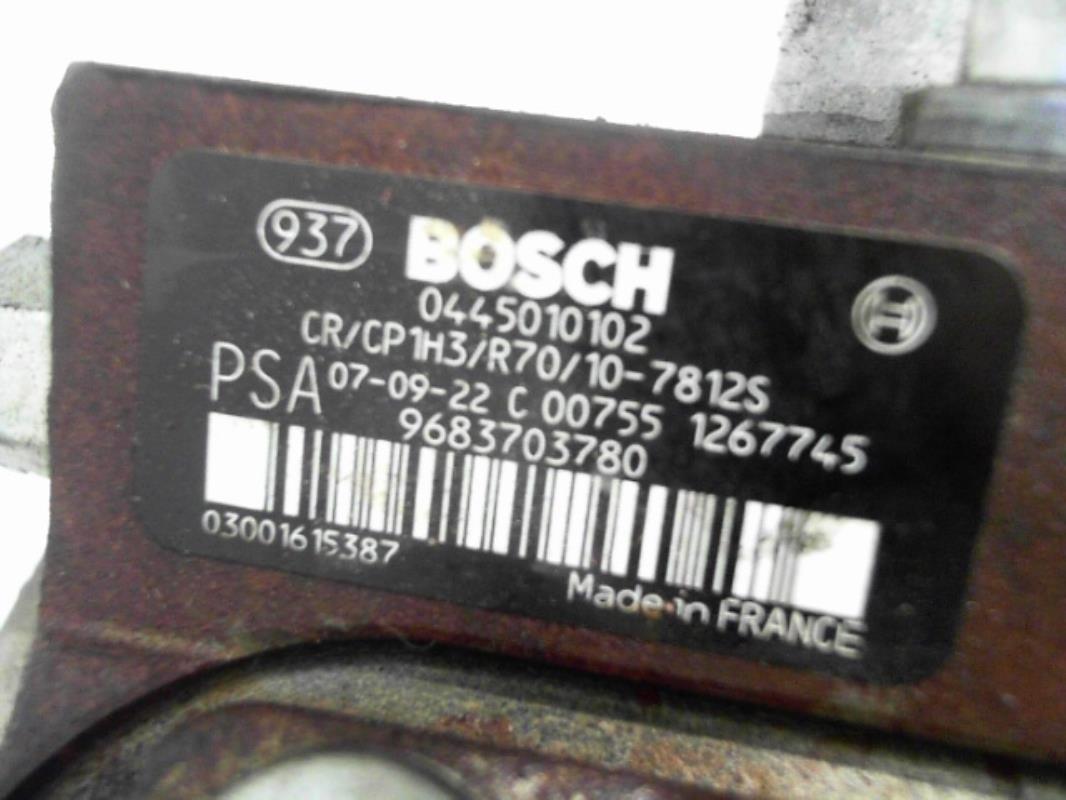 937 BOSCH
0445010102
CR/CP1H3/R70/10-7812S
PSA 07-09-22 C 00755 1267745
9683703780
03001615387
Made in FRANCE